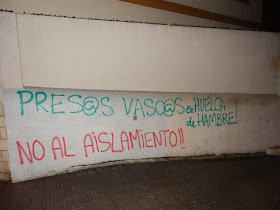 PRES@S VASC@S en HUELGA
de HAMBRE!
NO AL AISLAMIENTO!!